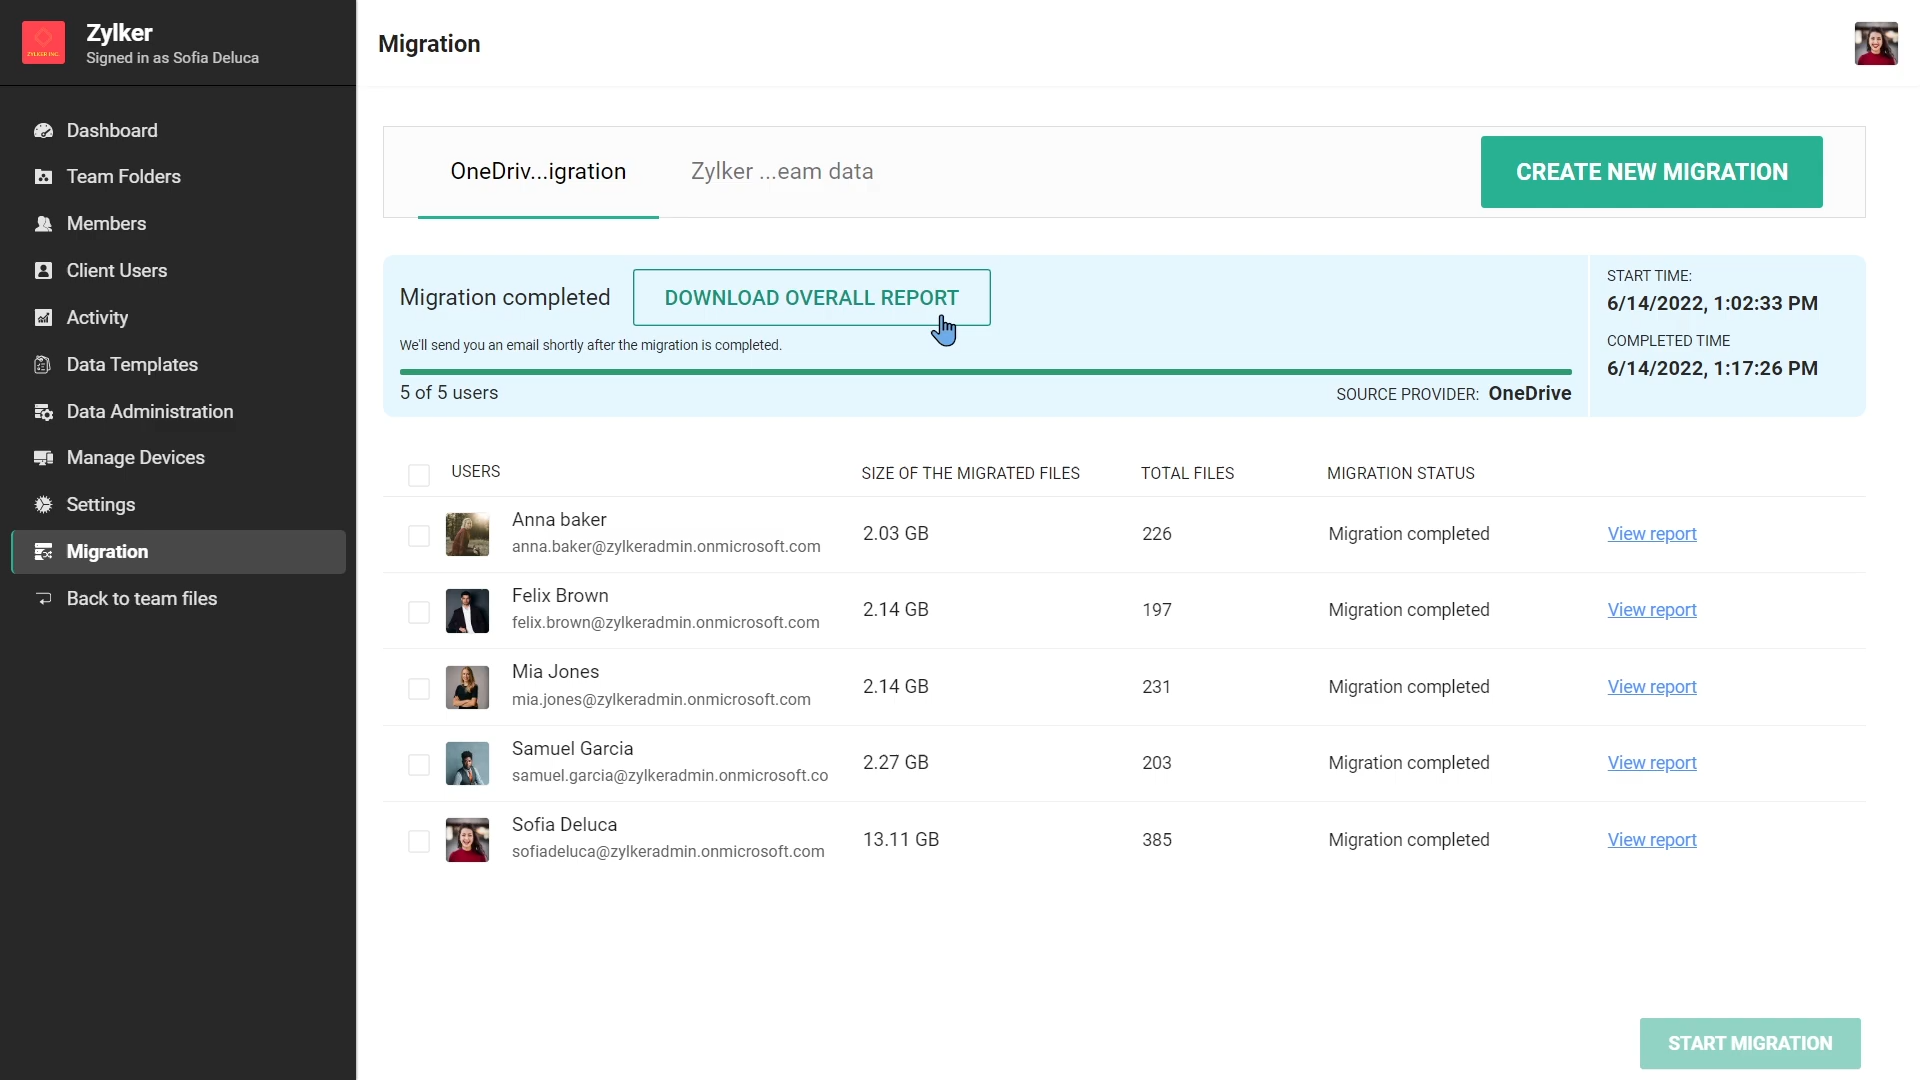 Zylker
Signed in as Sofia Deluca
ZYLKER INC
Migration
Dashboard
Team Folders
Members
Client Users
Activity
Data Templates
Data Administration
Manage Devices
Settings
Migration
Back to team files
OneDriv...igration
Zylker ...eam data
CREATE NEW MIGRATION
Migration completed
DOWNLOAD OVERALL REPORT
We'll send you an email shortly after the migration is completed.
5 of 5 users
SOURCE PROVIDER: OneDrive
START TIME:
6/14/2022, 1:02:33 PM
COMPLETED TIME
6/14/2022, 1:17:26 PM
USERS SIZE OF THE MIGRATED FILES TOTAL FILES MIGRATION STATUS
Anna baker
anna.baker@zylkeradmin.onmicrosoft.com
2.03 GB 226 Migration completed View report
Felix Brown
felix.brown@zylkeradmin.onmicrosoft.com
2.14 GB 197 Migration completed View report
Mia Jones
mia.jones@zylkeradmin.onmicrosoft.com
2.14 GB 231 Migration completed View report
Samuel Garcia
samuel.garcia@zylkeradmin.onmicrosoft.co
2.27 GB 203 Migration completed View report
Sofia Deluca
sofiadeluca@zylkeradmin.onmicrosoft.com
13.11 GB 385 Migration completed View report
START MIGRATION